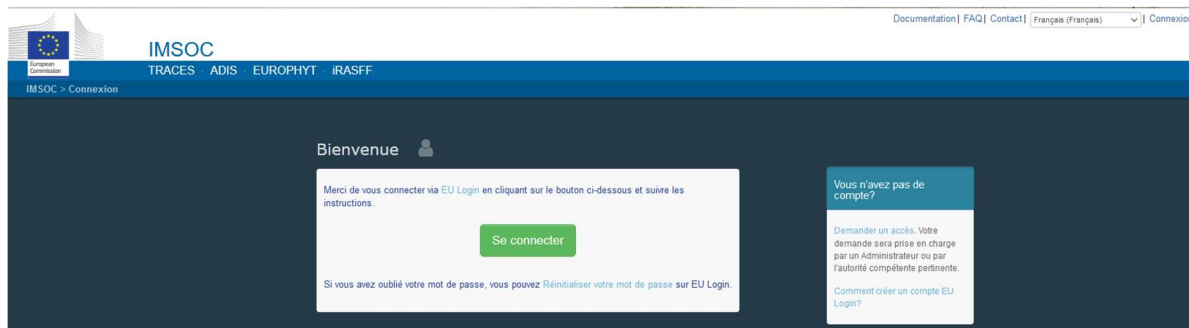 Documentation| FAQ| Contact| Français (Français) | Connexion
European
Commission
IMSOC
TRACES · ADIS · EUROPHYT · iRASFF
IMSOC > Connexion
Bienvenue
Merci de vous connecter via EU Login en cliquant sur le bouton ci-dessous et suivre les
instructions.
Se connecter
Si vous avez oublié votre mot de passe, vous pouvez Réinitialiser votre mot de passe sur EU Login.
Vous n'avez pas de
compte?
Demander un accès. Votre
demande sera prise en charge
par un Administrateur ou par
l'autorité compétente pertinente.
Comment créer un compte EU
Login?